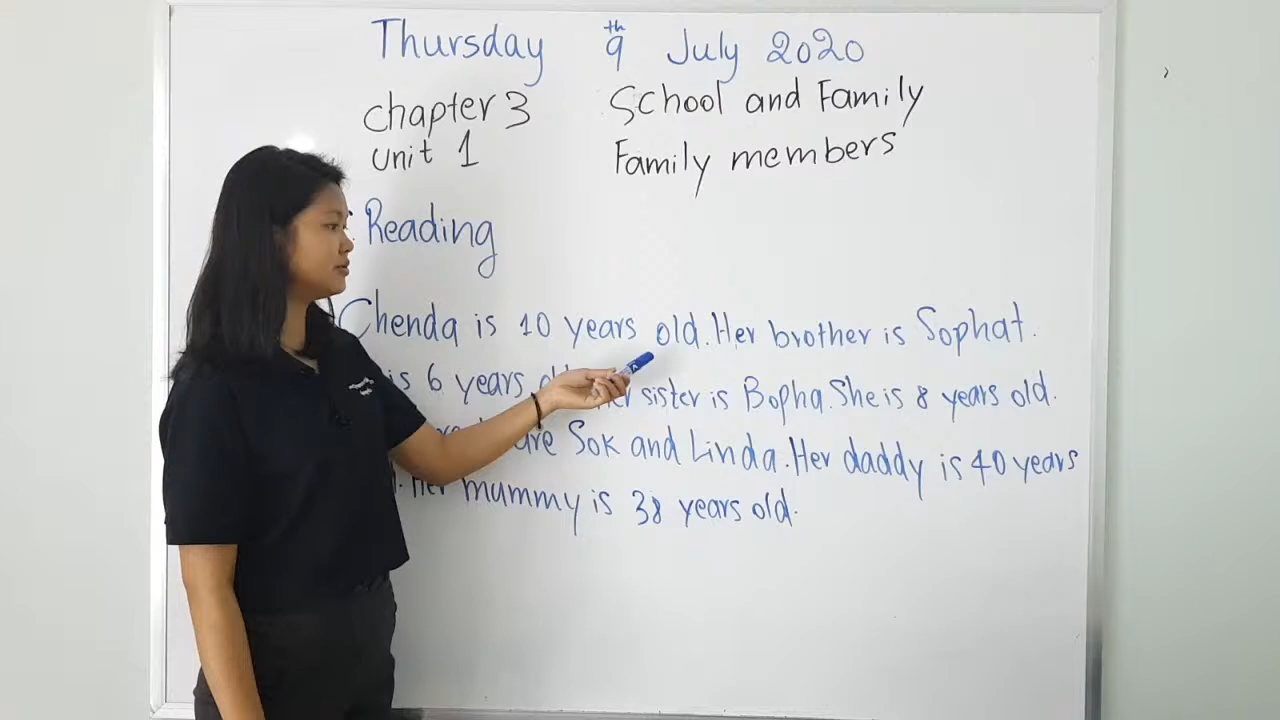 Thursday 9th July 2020
Chapter 3 School and Family
Unit 1 Family members
Reading
Chenda is 10 years old. Her brother is Sophat.
is 6 years sister is Bopha. She is 8 years old.
are Sok and Linda. Her daddy is 40 years
Her mummy is 38 years old.